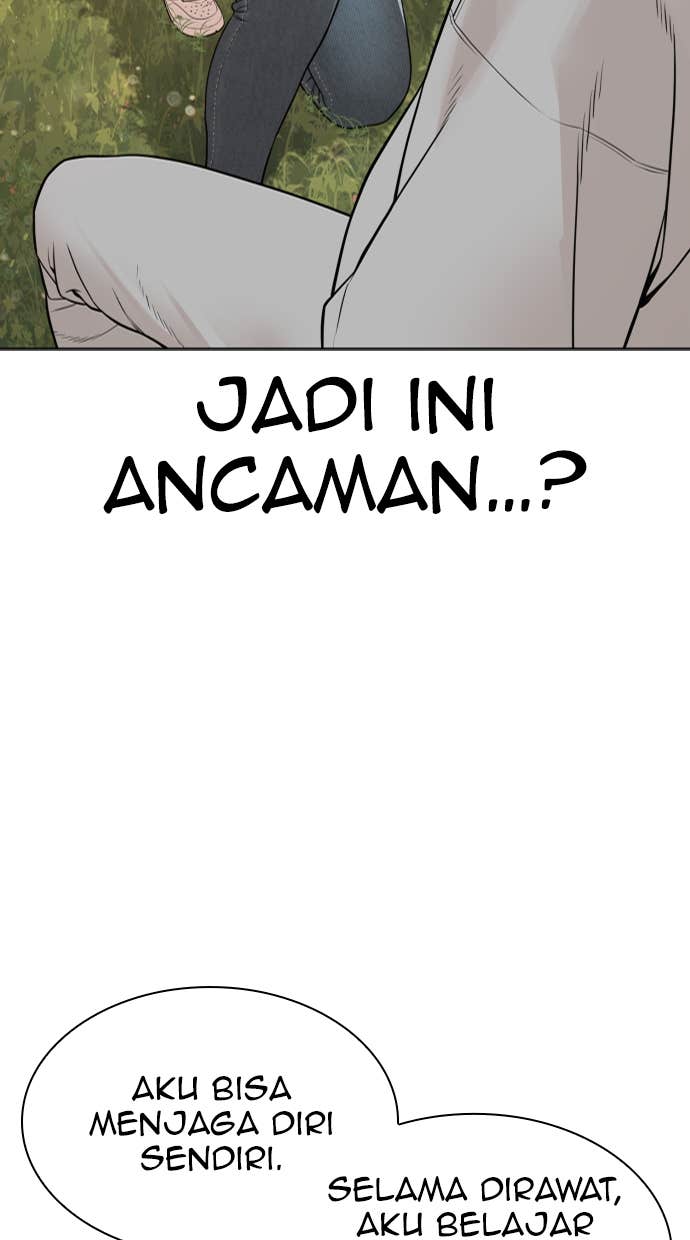 JADI INI
ANCAMAN...?
AKU BISA
MENJAGA DIRI
SENDIRI.
SELAMA DIRAWAT,
AKU BELAJAR